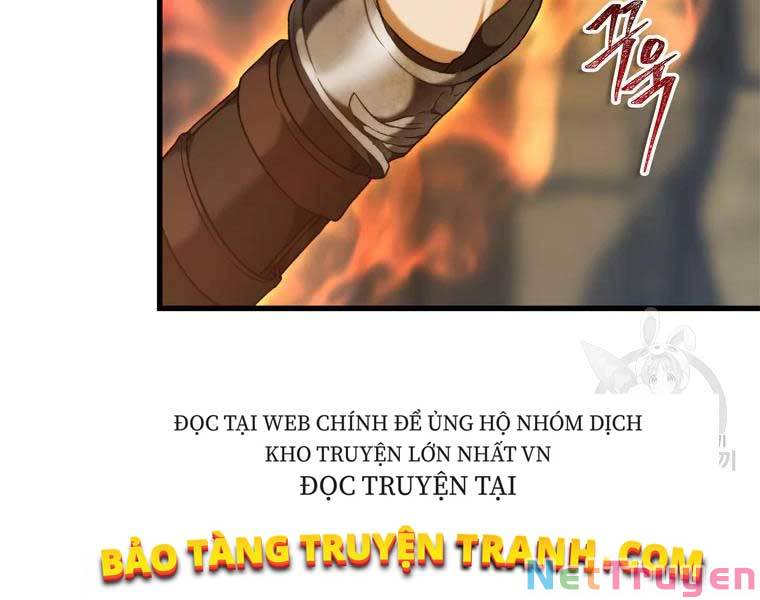 꾸욱
ĐỌC TẠI WEB CHÍNH ĐỂ ỦNG HỘ NHÓM DỊCH
KHO TRUYỆN LỚN NHẤT VN
ĐỌC TRUYỆN TẠI
BẢO TÀNG TRUYỆN TRANH.COM
NetTruyen